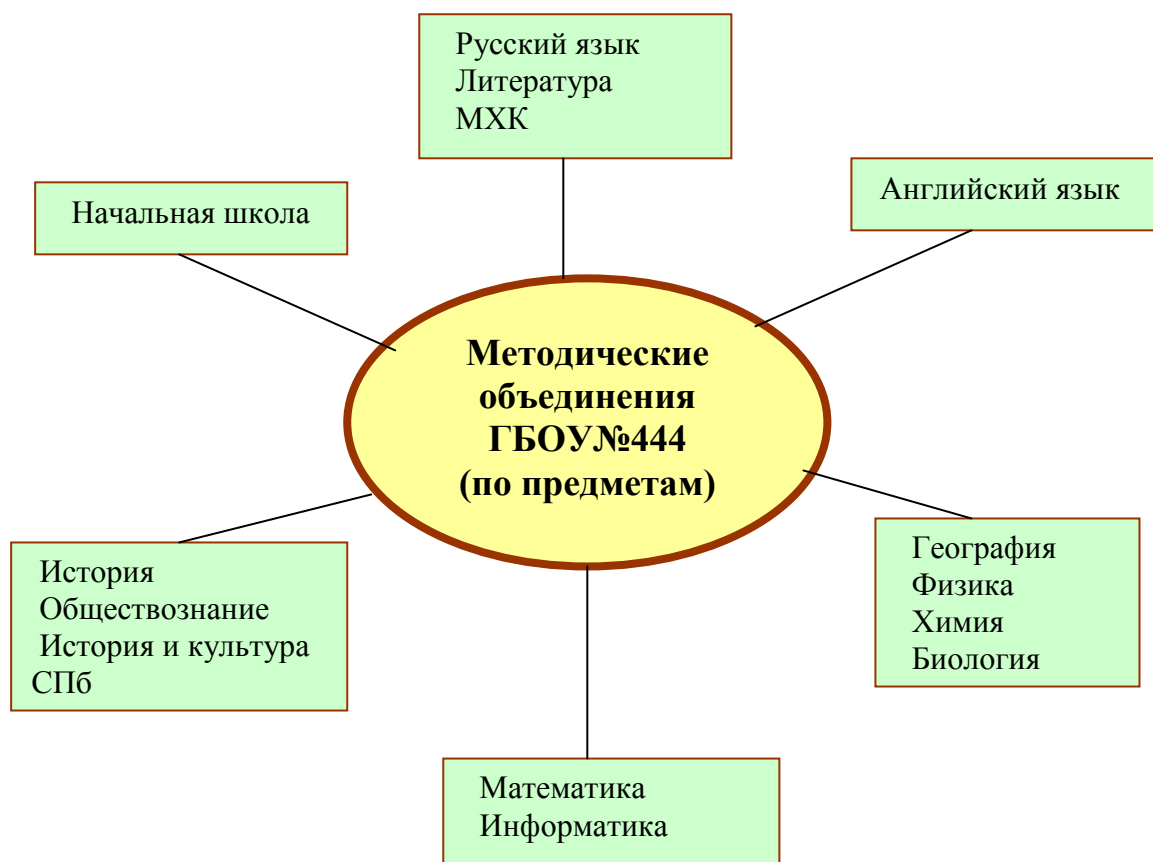 Русский язык
Литература
МХК
Начальная школа
Английский язык
Методические
объединения
ГБОУ№444
(по предметам)
История
Обществознание
История и культура
СПб
География
Физика
Химия
Биология
Математика
Информатика